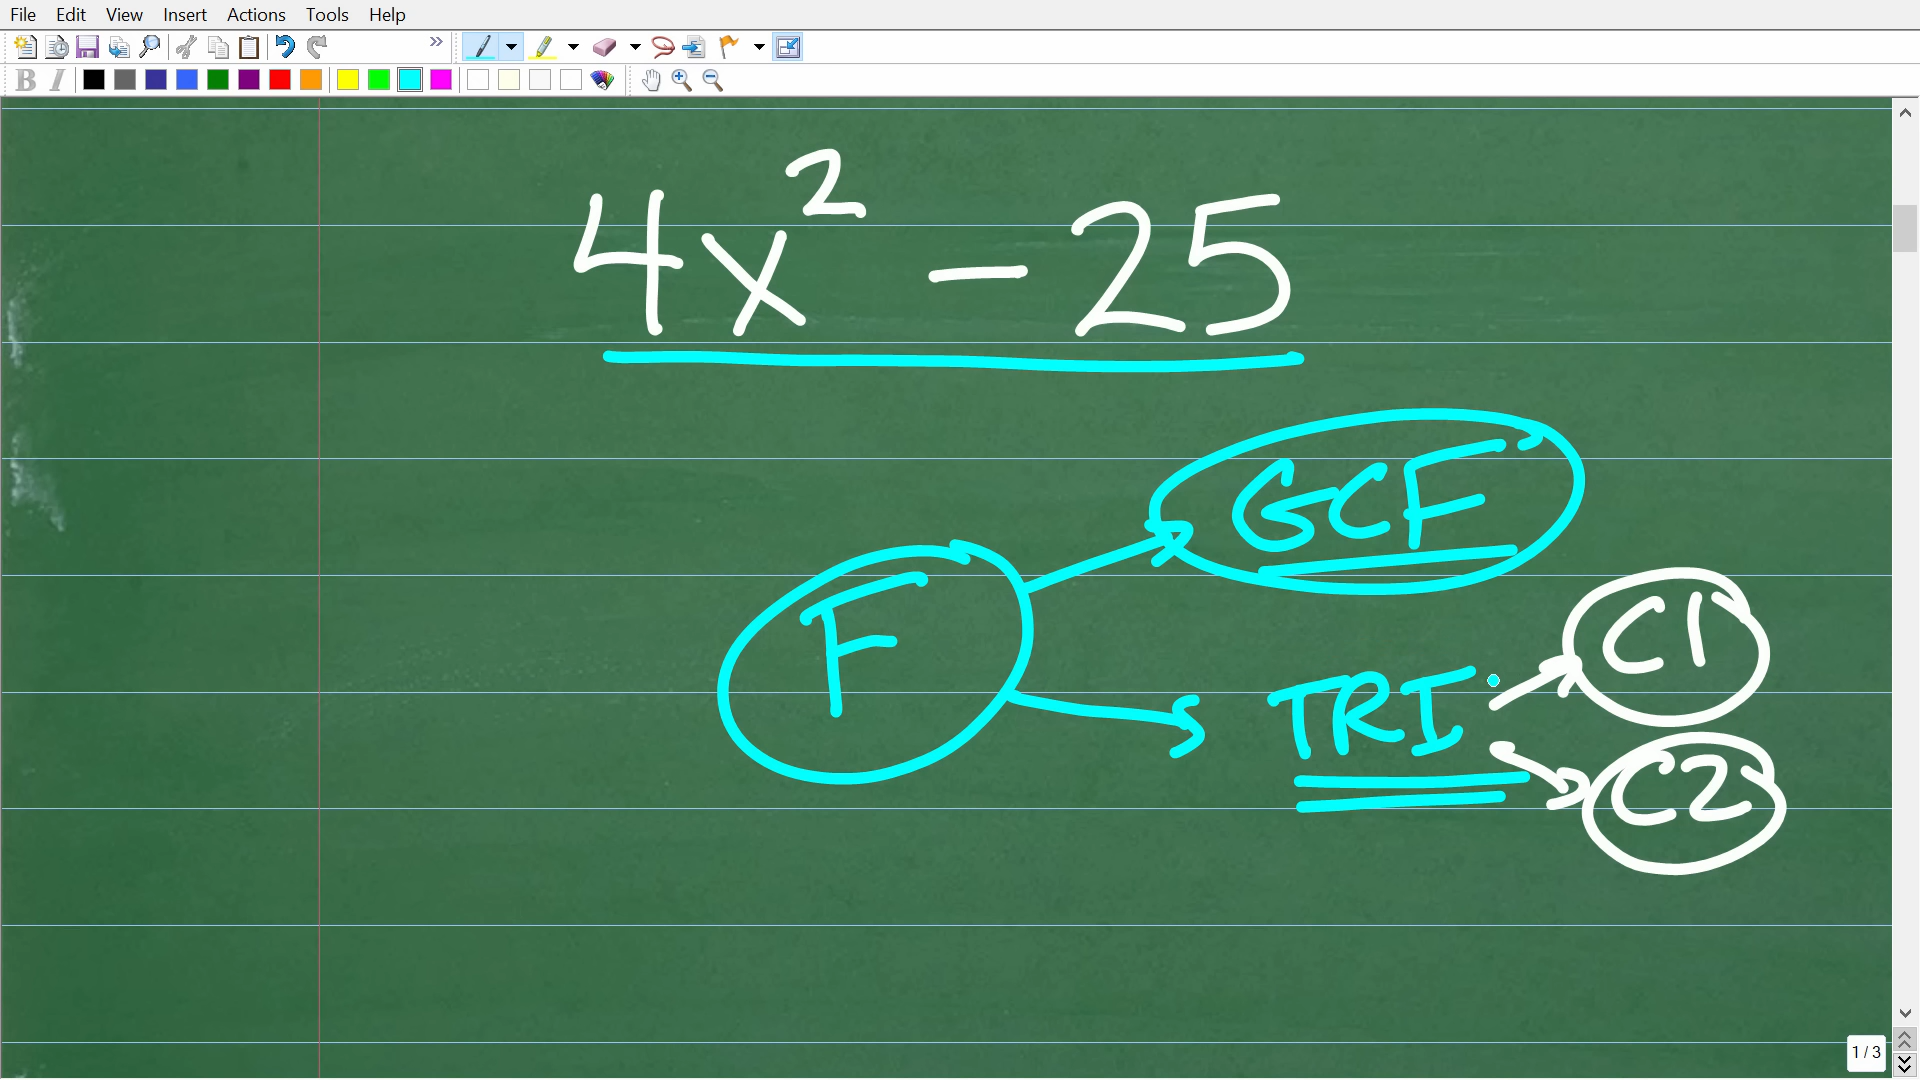 File Edit View Insert Actions Tools Help
B I
4x² - 25
GCF
F
C1
TRI
C2
1 / 3